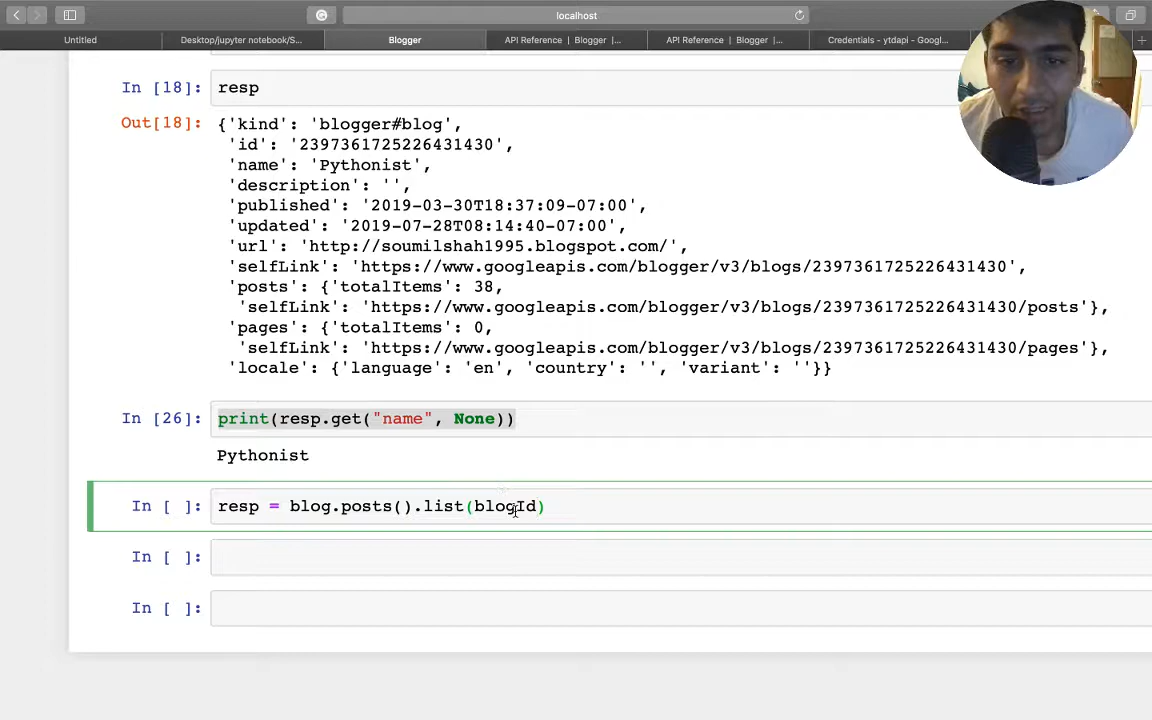 localhost
Untitled
Desktop/jupyter notebook/S...
Blogger
API Reference | Blogger |...
API Reference | Blogger |...
Credentials - ytdapi - Googl...
In [18]: resp
Out[18]: {'kind': 'blogger#blog',
'id': '2397361725226431430',
'name': 'Pythonist',
'description': '',
'published': '2019-03-30T18:37:09-07:00',
'updated': '2019-07-28T08:14:40-07:00',
'url': 'http://soumilshah1995.blogspot.com/',
'selfLink': 'https://www.googleapis.com/blogger/v3/blogs/2397361725226431430',
'posts': {'totalItems': 38,
'selfLink': 'https://www.googleapis.com/blogger/v3/blogs/2397361725226431430/posts'},
'pages': {'totalItems': 0,
'selfLink': 'https://www.googleapis.com/blogger/v3/blogs/2397361725226431430/pages'},
'locale': {'language': 'en', 'country': '', 'variant': ''}}
In [26]: print(resp.get("name", None))
Pythonist
In [ ]: resp = blog.posts().list(blogId)
In [ ]:
In [ ]: